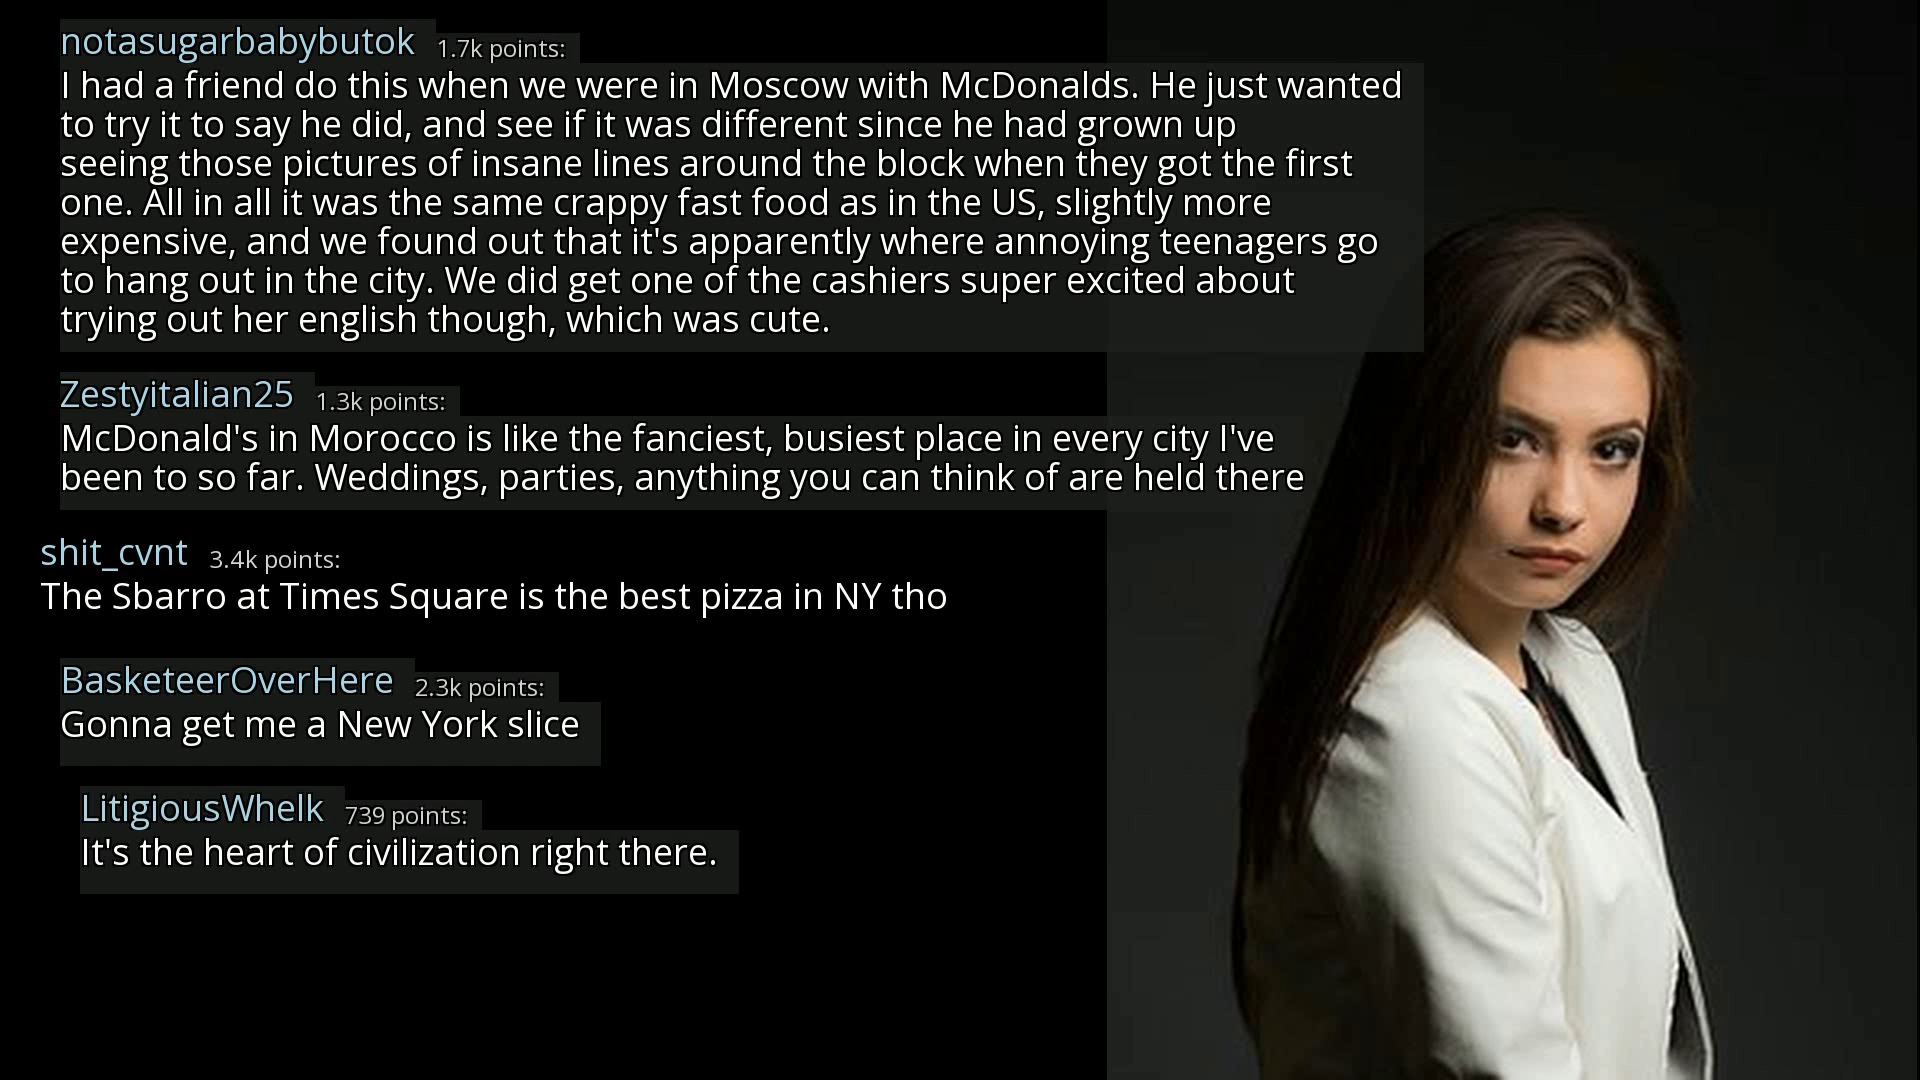 notasugarbabybutok 1.7k points:
I had a friend do this when we were in Moscow with McDonalds. He just wanted
to try it to say he did, and see if it was different since he had grown up
seeing those pictures of insane lines around the block when they got the first
one. All in all it was the same crappy fast food as in the US, slightly more
expensive, and we found out that it's apparently where annoying teenagers go
to hang out in the city. We did get one of the cashiers super excited about
trying out her english though, which was cute.
Zestyitalian25 1.3k points:
McDonald's in Morocco is like the fanciest, busiest place in every city I've
been to so far. Weddings, parties, anything you can think of are held there
shit_cvnt 3.4k points:
The Sbarro at Times Square is the best pizza in NY tho
BasketeerOverHere 2.3k points:
Gonna get me a New York slice
LitigiousWhelk 739 points:
It's the heart of civilization right there.